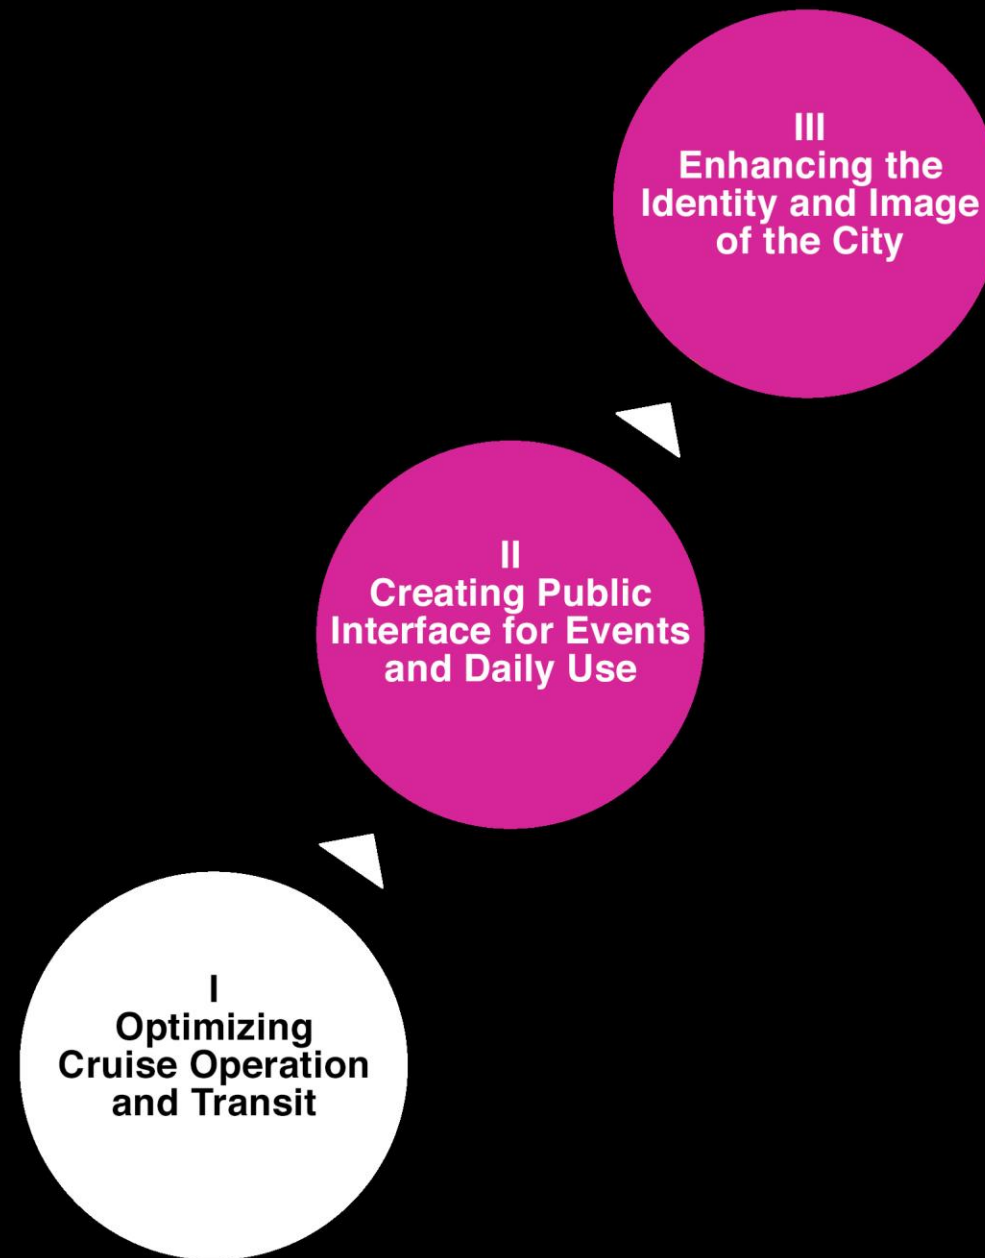 III
Enhancing the
Identity and Image
of the City
II
Creating Public
Interface for Events
and Daily Use
I
Optimizing
Cruise Operation
and Transit